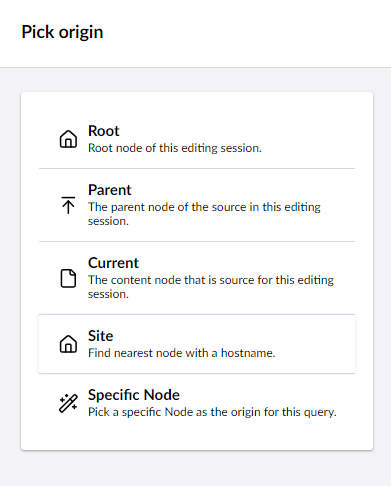 Pick origin
Root
Root node of this editing session.
Parent
The parent node of the source in this editing
session.
Current
The content node that is source for this editing
session.
Site
Find nearest node with a hostname.
Specific Node
Pick a specific Node as the origin for this query.